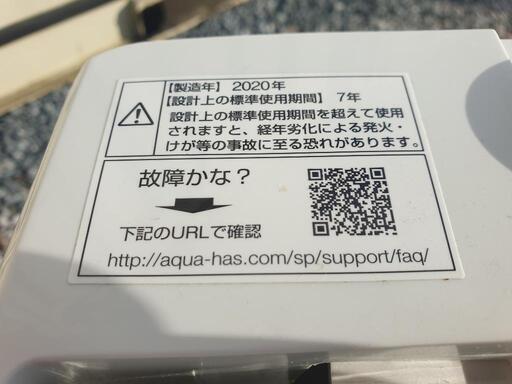 【製造年】 2020年
【設計上の標準使用期間】 7年
設計上の標準使用期間を超えて使用
されますと、経年劣化による発火・
けが等の事故に至る恐れがあります。
故障かな？
下記のURLで確認
http://aqua-has.com/sp/support/faq/